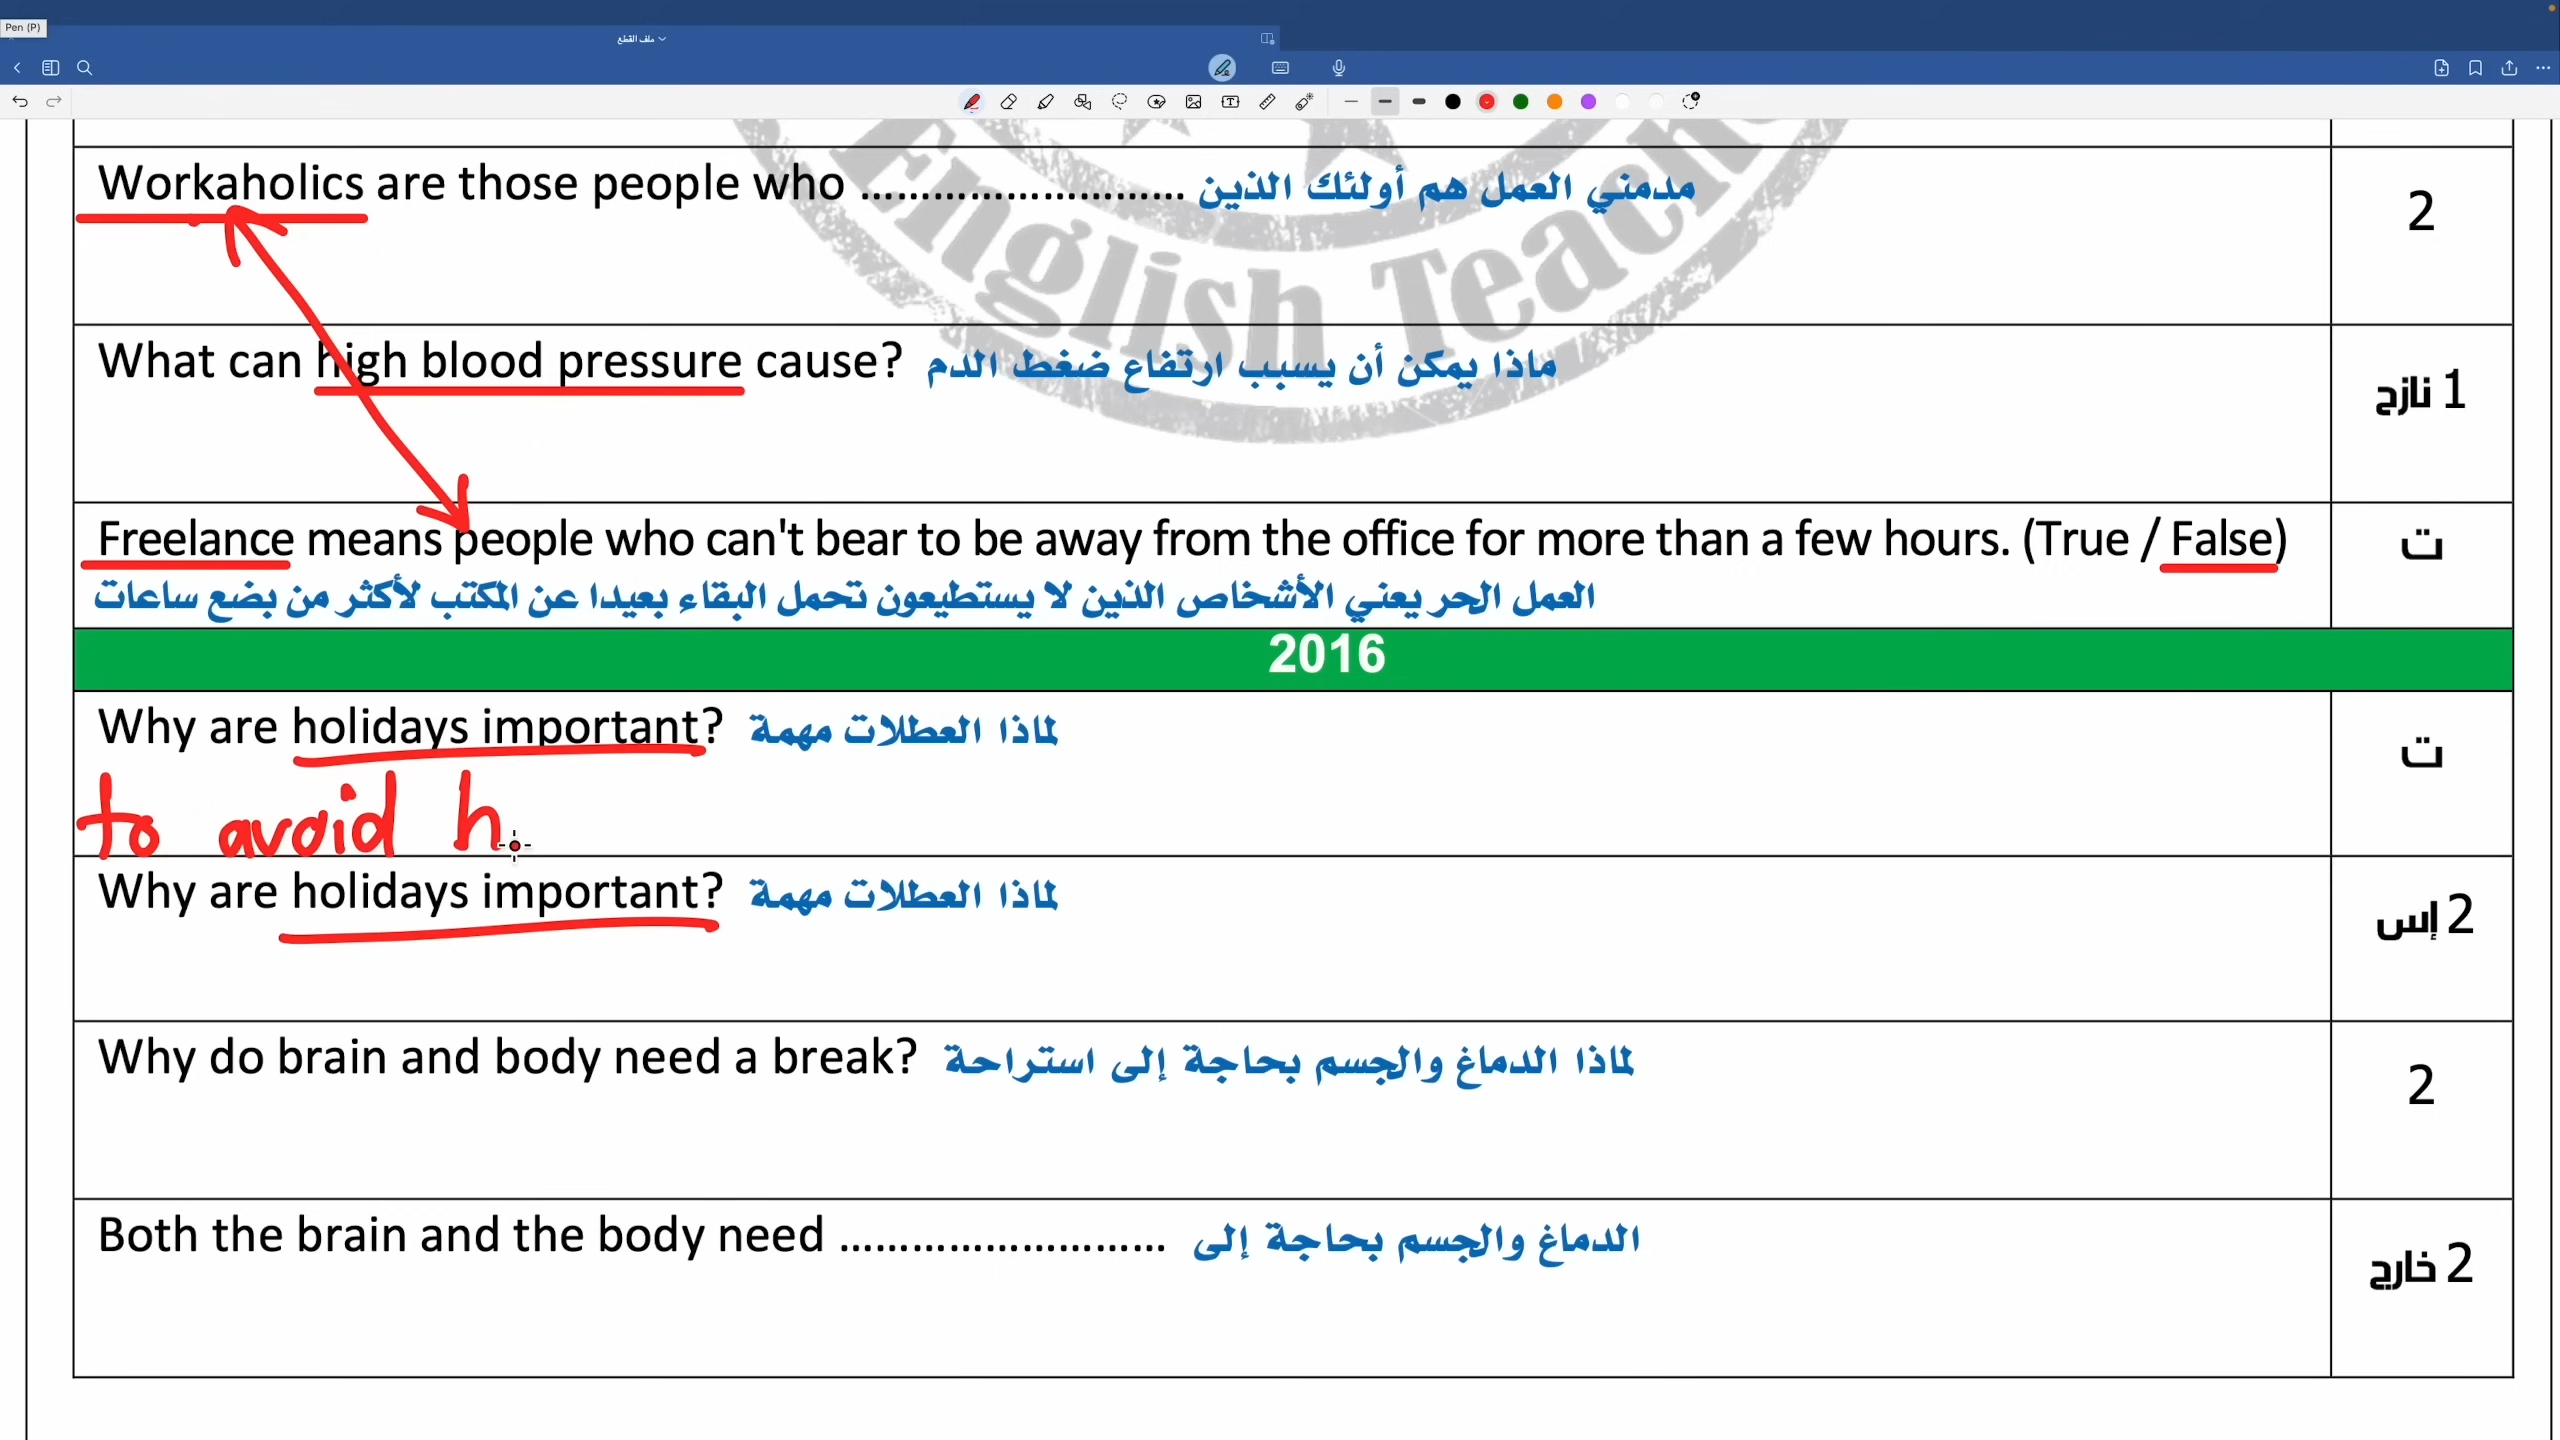 Pen (P)
ملف القطع
English Teach
Workaholics are those people who ........................... مدمني العمل هم أولئك الذين
2
What can high blood pressure cause? ماذا يمكن أن يسبب ارتفاع ضغط الدم
1 نازح
Freelance means people who can't bear to be away from the office for more than a few hours. (True / False)
ت
العمل الحر يعني الأشخاص الذين لا يستطيعون تحمل البقاء بعيدا عن المكتب لأكثر من بضع ساعات
2016
Why are holidays important? لماذا العطلات مهمة
ت
to avoid h
Why are holidays important? لماذا العطلات مهمة
2 إس
Why do brain and body need a break? لماذا الدماغ والجسم بحاجة إلى استراحة
2
Both the brain and the body need ........................... الدماغ والجسم بحاجة إلى
2 خارج